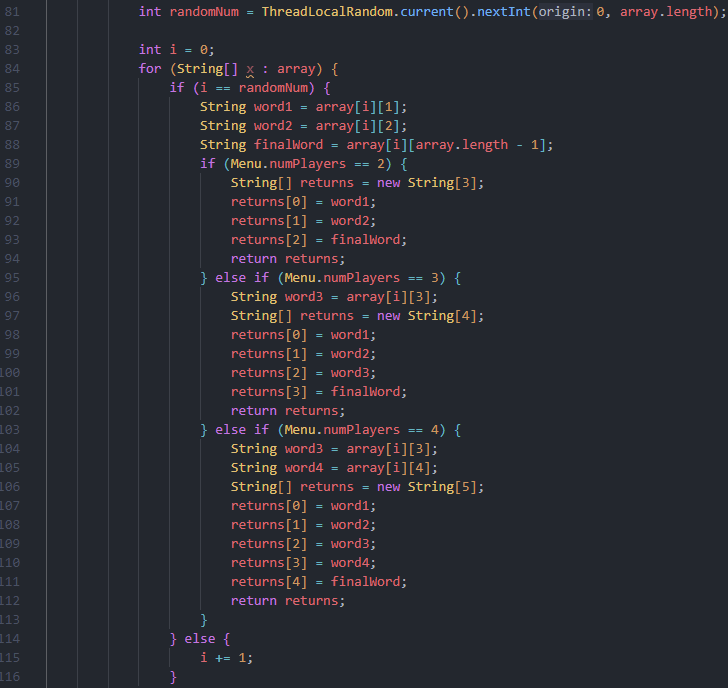 81 int randomNum = ThreadLocalRandom.current().nextInt(origin: 0, array.length);
82
83 int i = 0;
84 for (String[] x : array) {
85 if (i == randomNum) {
86 String word1 = array[i][1];
87 String word2 = array[i][2];
88 String finalWord = array[i][array.length - 1];
89 if (Menu.numPlayers == 2) {
90 String[] returns = new String[3];
91 returns[0] = word1;
92 returns[1] = word2;
93 returns[2] = finalWord;
94 return returns;
95 } else if (Menu.numPlayers == 3) {
96 String word3 = array[i][3];
97 String[] returns = new String[4];
98 returns[0] = word1;
99 returns[1] = word2;
100 returns[2] = word3;
101 returns[3] = finalWord;
102 return returns;
103 } else if (Menu.numPlayers == 4) {
104 String word3 = array[i][3];
105 String word4 = array[i][4];
106 String[] returns = new String[5];
107 returns[0] = word1;
108 returns[1] = word2;
109 returns[2] = word3;
110 returns[3] = word4;
111 returns[4] = finalWord;
112 return returns;
113 }
114 } else {
115 i += 1;
116 }